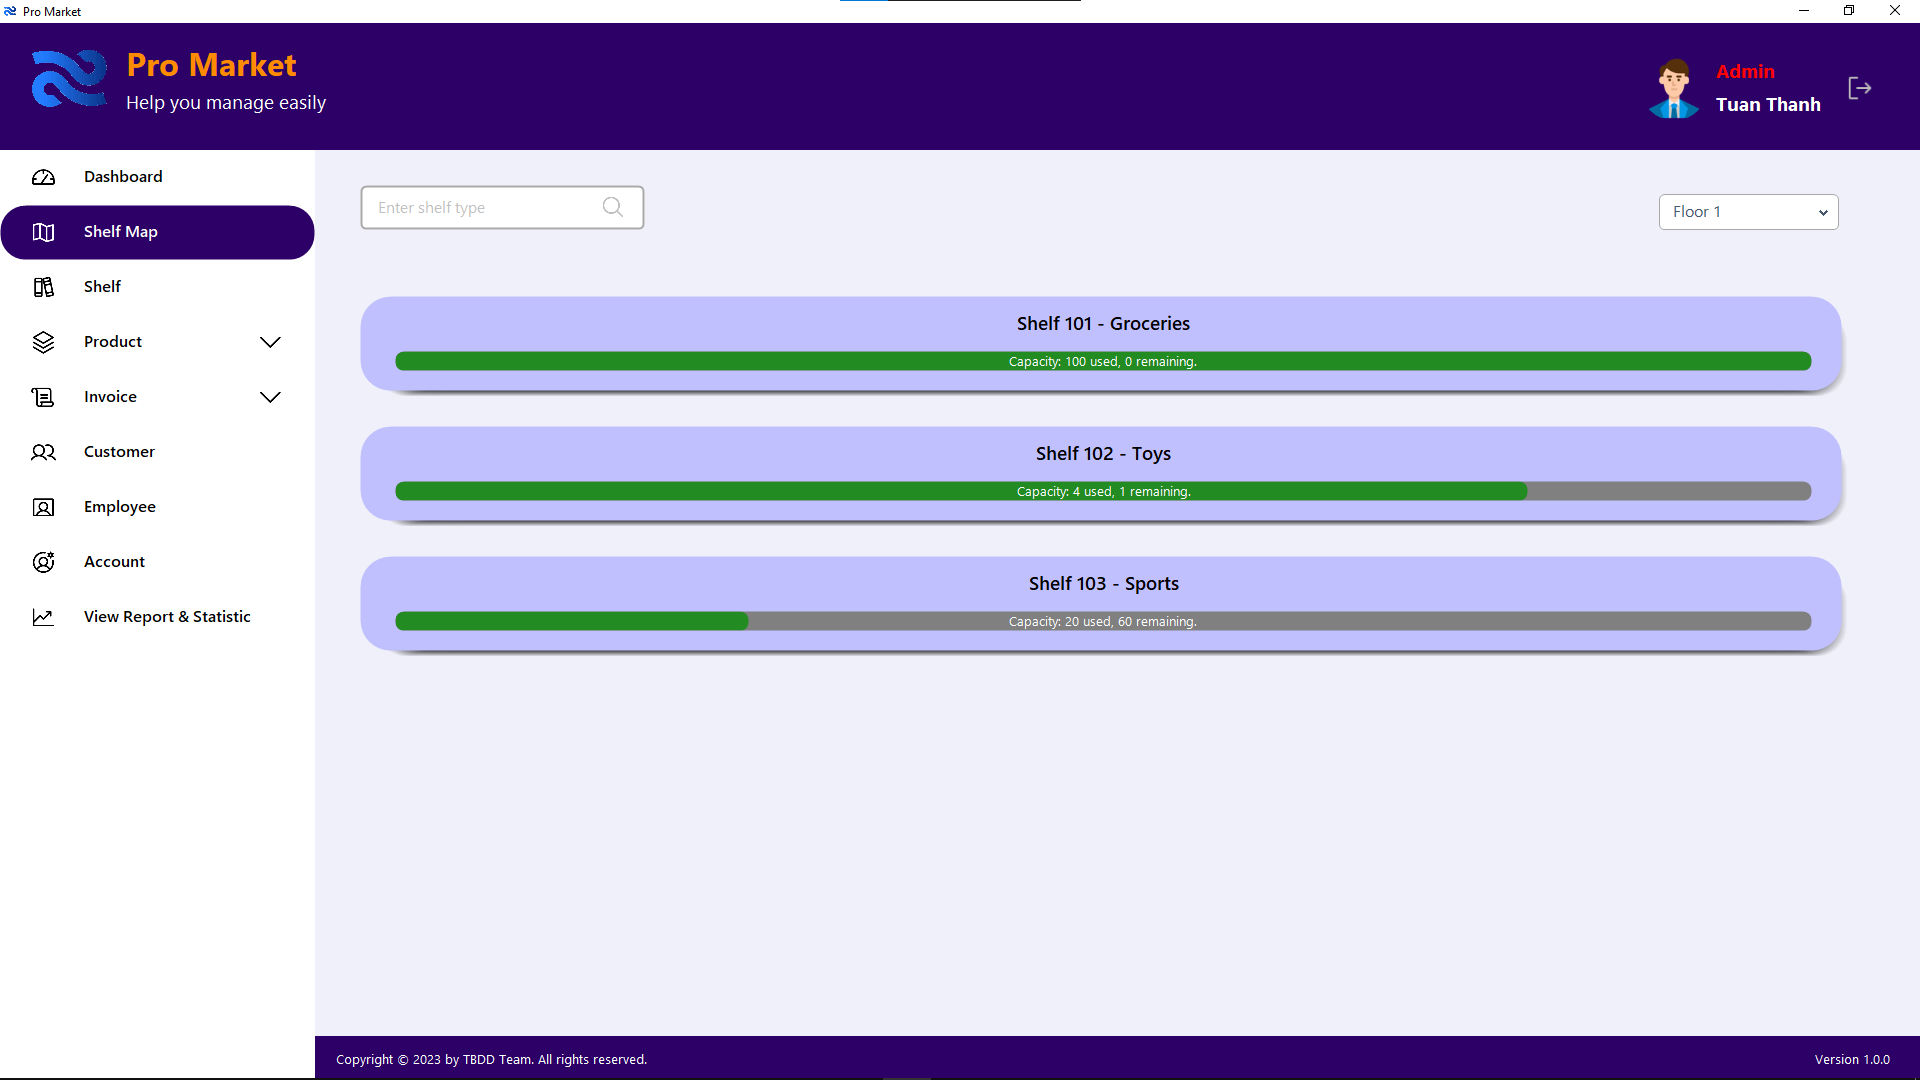 Pro Market
Pro Market
Help you manage easily
Admin
Tuan Thanh
Dashboard
Shelf Map
Shelf
Product
Invoice
Customer
Employee
Account
View Report & Statistic
Enter shelf type
Floor 1
Shelf 101 - Groceries
Capacity: 100 used, 0 remaining.
Shelf 102 - Toys
Capacity: 4 used, 1 remaining.
Shelf 103 - Sports
Capacity: 20 used, 60 remaining.
Copyright © 2023 by TBDD Team. All rights reserved.
Version 1.0.0